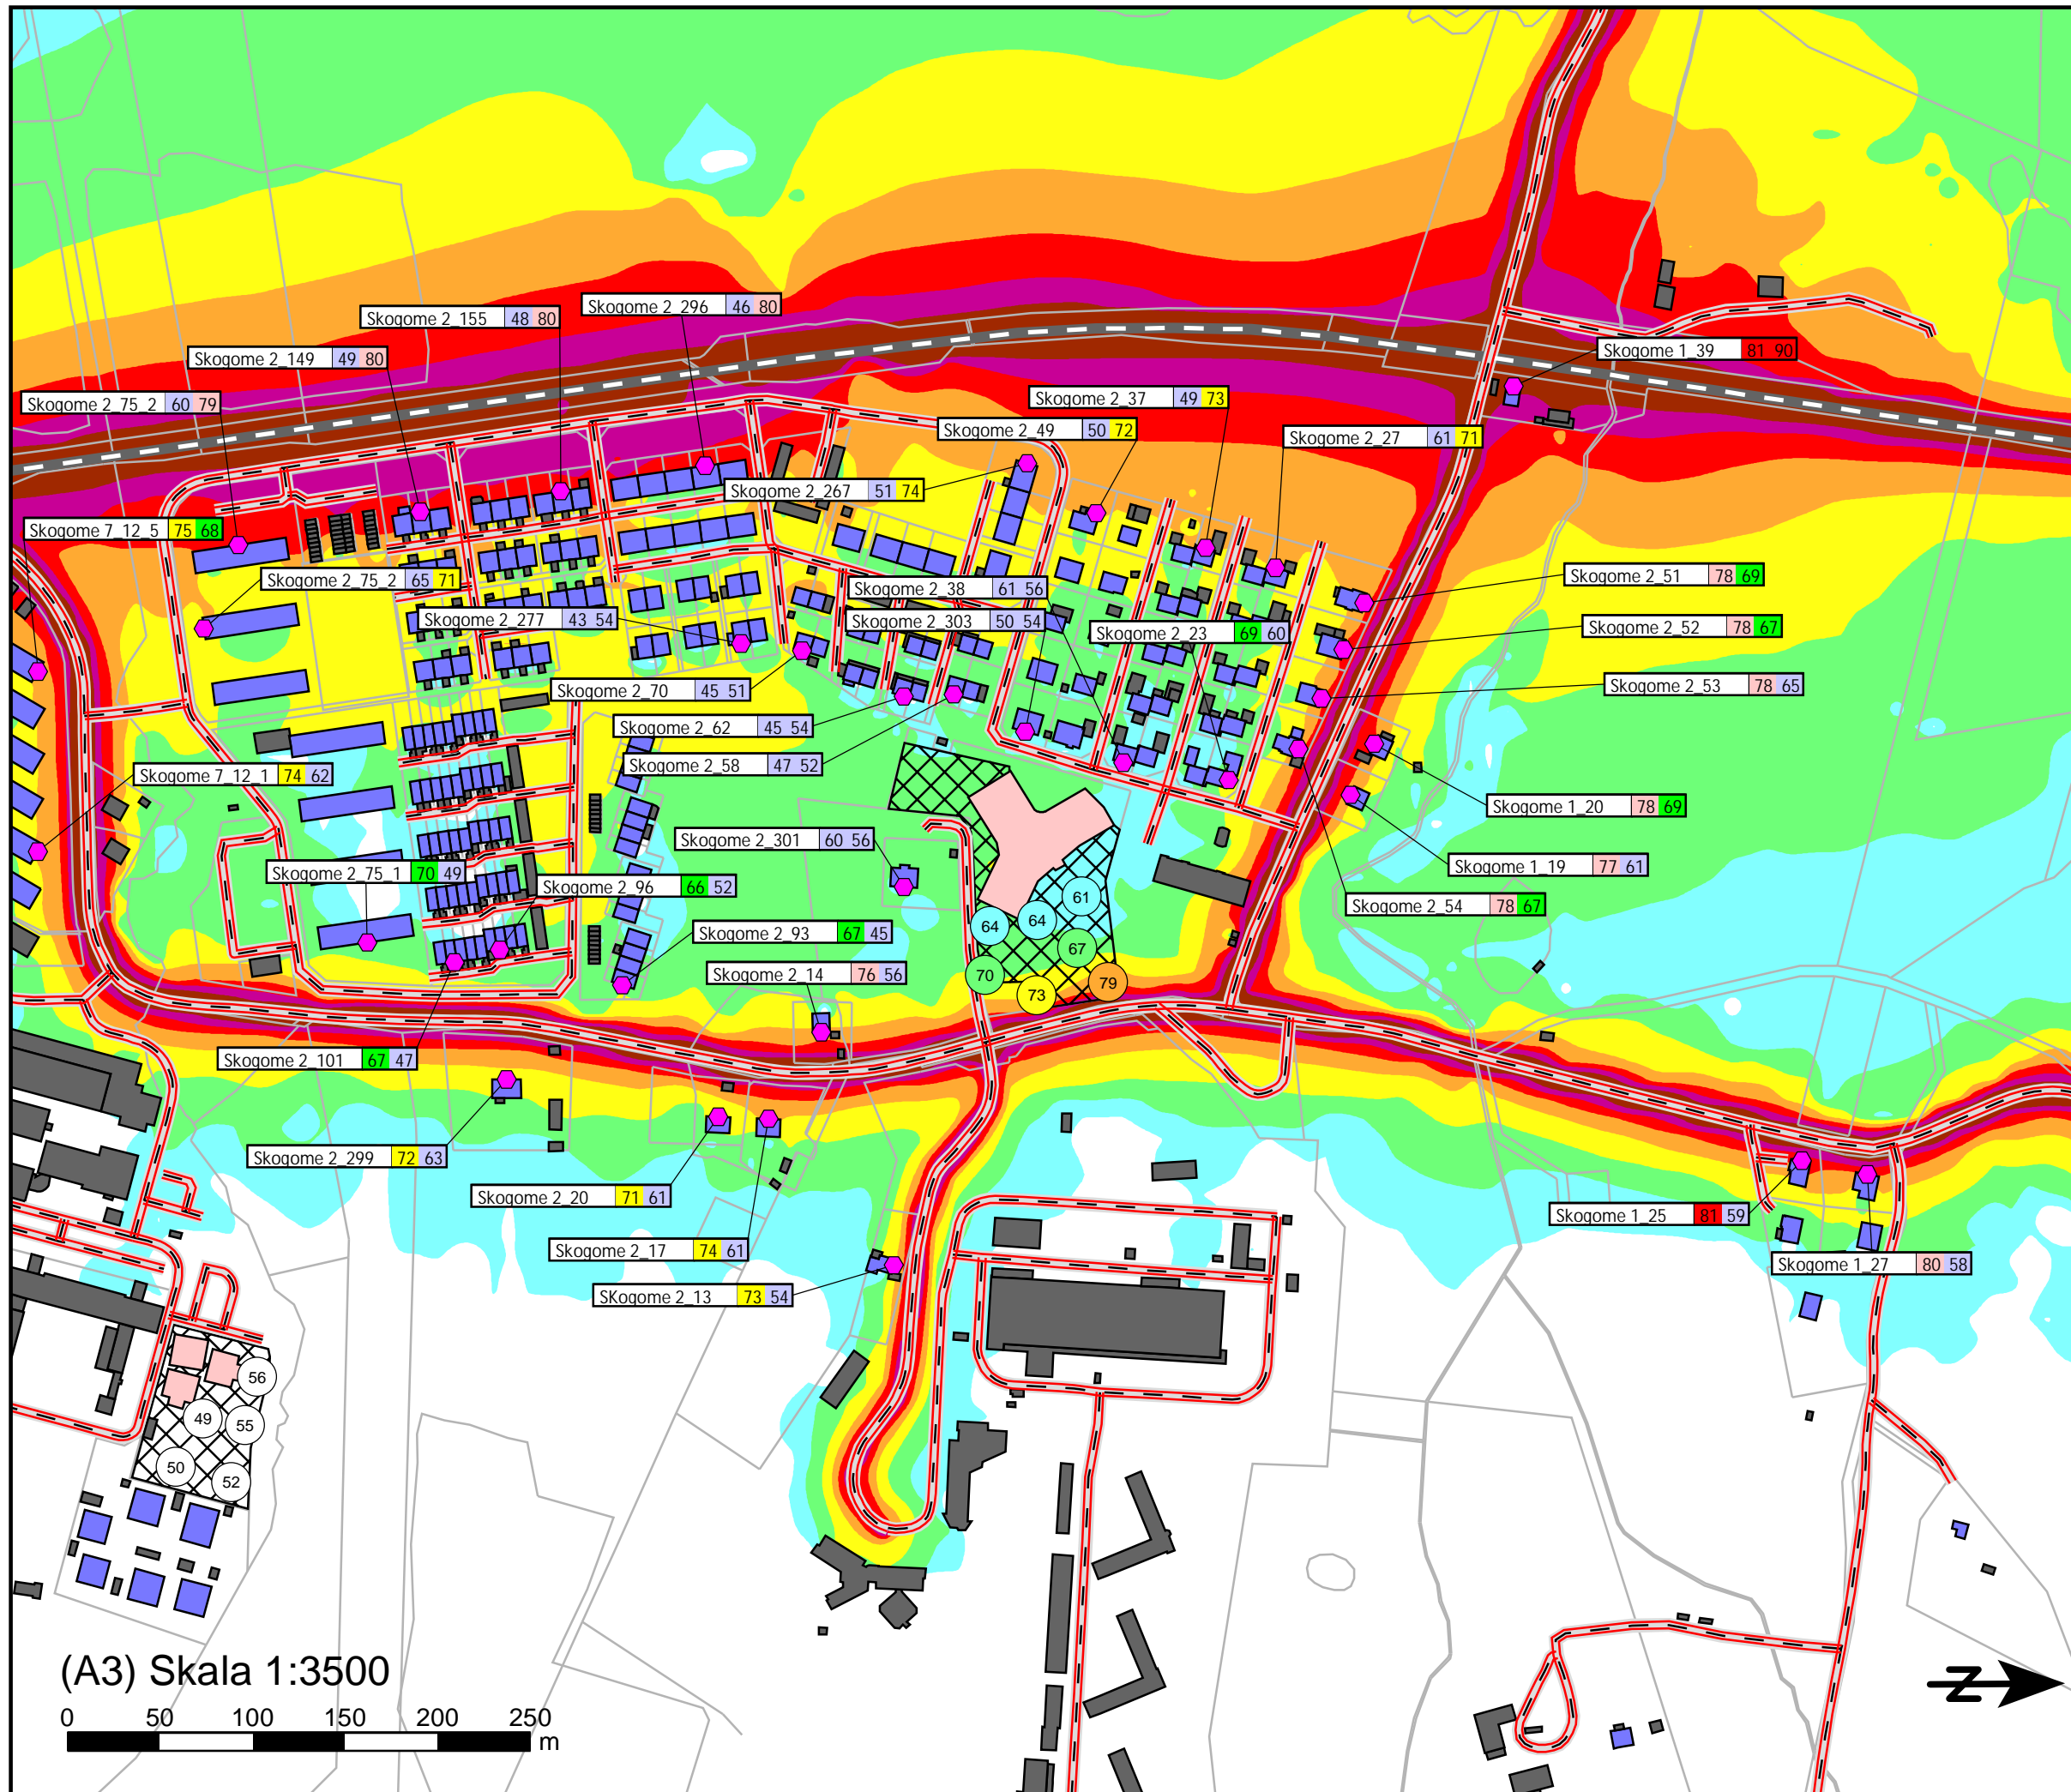 Skogome 2_296 46 80
Skogome 2_155 48 80
Skogome 2_149 49 80
Skogome 1_39 81 90
Skogome 2_75_2 60 79
Skogome 2_37 49 73
Skogome 2_49 50 72
Skogome 2_27 61 71
Skogome 2_267 51 74
Skogome 7_12_5 75 68
Skogome 2_75_2 65 71
Skogome 2_51 78 69
Skogome 2_38 61 56
Skogome 2_277 43 54
Skogome 2_303 50 54
Skogome 2_23 69 60
Skogome 2_52 78 67
Skogome 2_70 45 51
Skogome 2_53 78 65
Skogome 2_62 45 54
Skogome 2_58 47 52
Skogome 7_12_1 74 62
Skogome 1_20 78 69
Skogome 2_301 60 56
Skogome 1_19 77 61
Skogome 2_75_1 70 49
Skogome 2_96 66 52
61
Skogome 2_54 78 67
64
64
Skogome 2_93 67 45
67
Skogome 2_14 76 56
70
79
73
Skogome 2_101 67 47
Skogome 2_299 72 63
Skogome 2_20 71 61
Skogome 1_25 81 59
Skogome 2_17 74 61
Skogome 1_27 80 58
SKogome 2_13 73 54
56
49
55
50
52
(A3) Skala 1:3500
0 50 100 150 200 250
m
Z